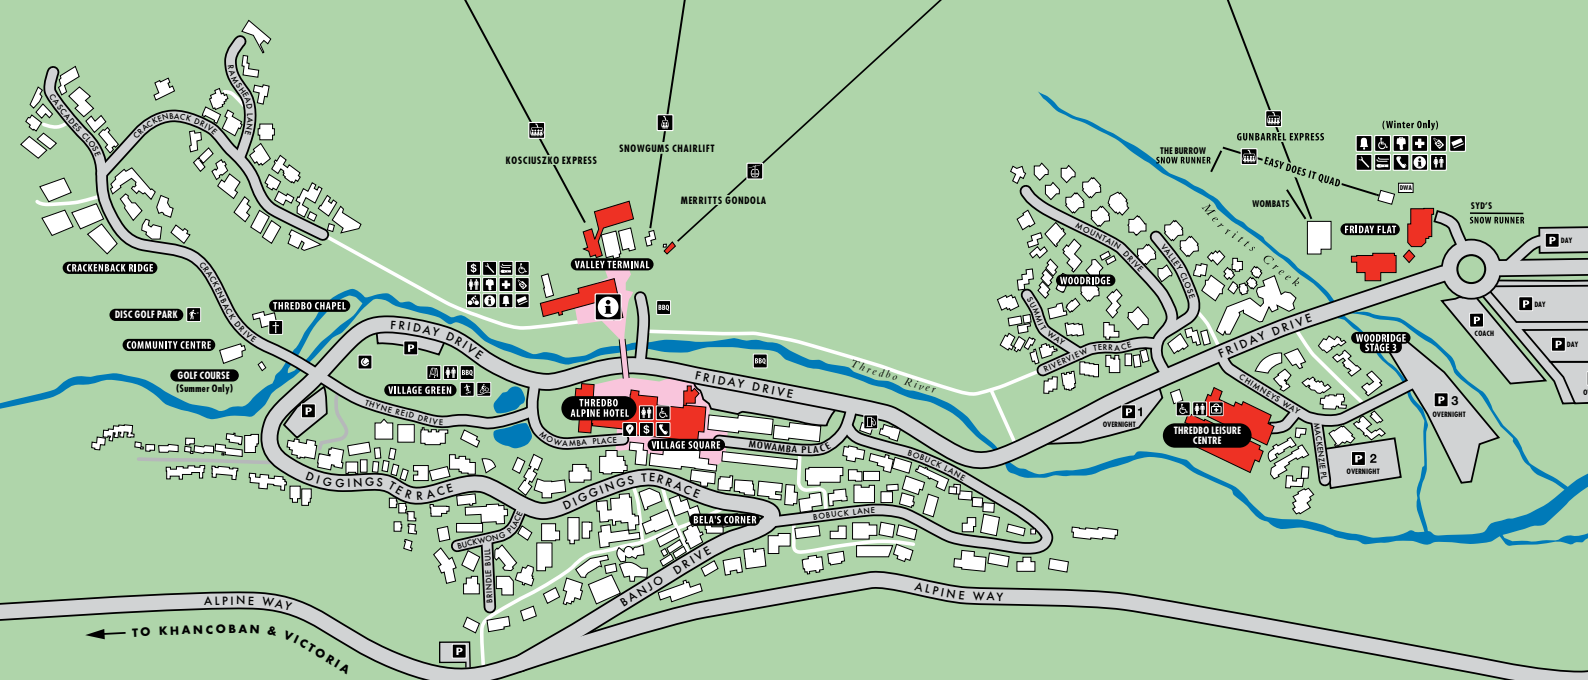 RAMSHEAD LANE
CASCADES CLOSE
CRACKENBACK DRIVE
CRACKENBACK RIDGE
CRACKENBACK DRIVE
KOSCIUSZKO EXPRESS
SNOWGUMS CHAIRLIFT
MERRITTS GONDOLA
VALLEY TERMINAL
$
i
i
BBQ
THREDBO CHAPEL
DISC GOLF PARK
COMMUNITY CENTRE
GOLF COURSE
(Summer Only)
P
FRIDAY DRIVE
P
BBQ
VILLAGE GREEN
THYNE REID DRIVE
THREDBO
ALPINE HOTEL
$
VILLAGE SQUARE
MOWAMBA PLACE
MOWAMBA PLACE
FRIDAY DRIVE
BBQ
Thredbo River
DIGGINGS TERRACE
DIGGINGS TERRACE
BELA'S CORNER
BOBUCK LANE
BOBUCK LANE
BUCKWONG PLACE
BRINDLE BULL
BANJO DRIVE
ALPINE WAY
ALPINE WAY
TO KHANCOBAN & VICTORIA
P
(Winter Only)
i
GUNBARREL EXPRESS
THE BURROW
SNOW RUNNER
EASY DOES IT QUAD
DWA
WOMBATS
FRIDAY FLAT
SYD'S
SNOW RUNNER
Merritts Creek
MOUNTAIN DRIVE
VALLEY CLOSE
WOODRIDGE
SUMMIT WAY
RIVERVIEW TERRACE
FRIDAY DRIVE
P DAY
P DAY
P
COACH
P DAY
WOODRIDGE
STAGE 3
CHIMNEYS WAY
P 1
OVERNIGHT
P 3
OVERNIGHT
THREDBO LEISURE
CENTRE
MACKENZIE PL
P 2
OVERNIGHT